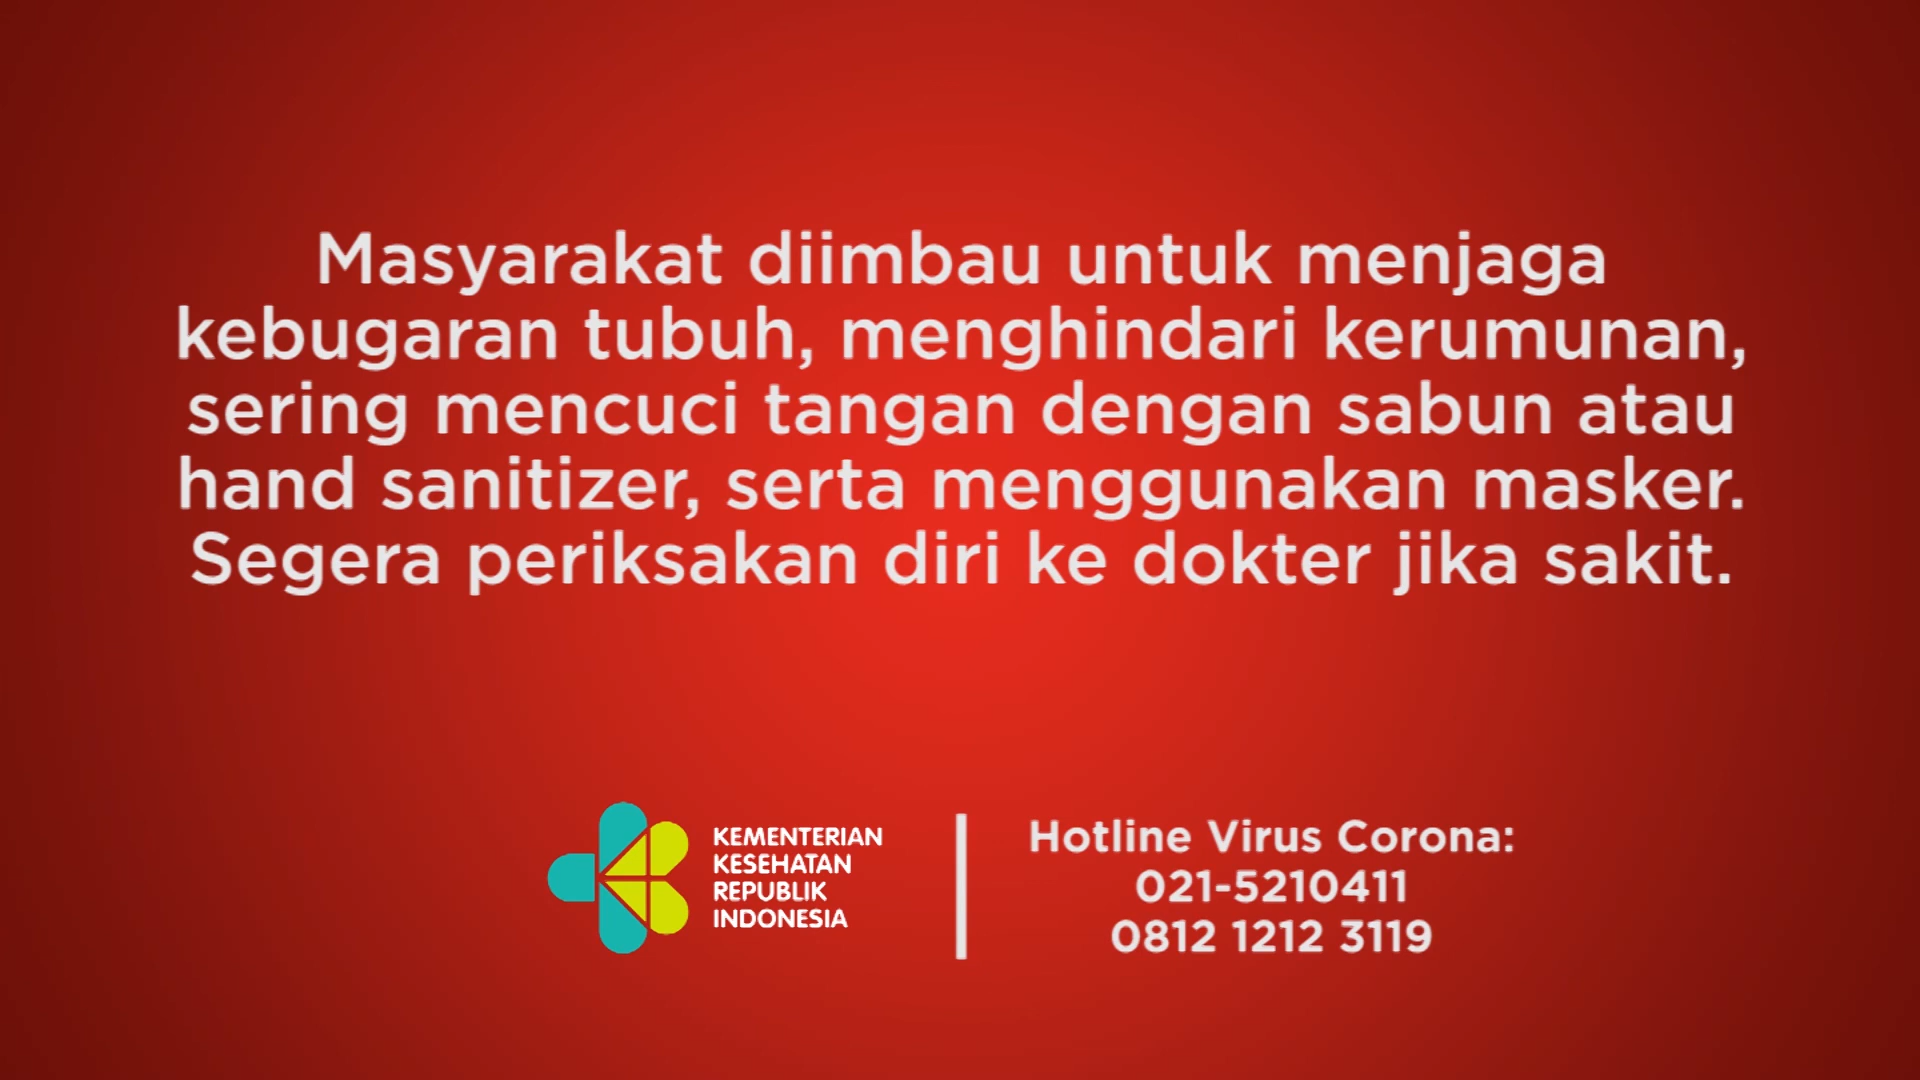 Masyarakat diimbau untuk menjaga
kebugaran tubuh, menghindari kerumunan,
sering mencuci tangan dengan sabun atau
hand sanitizer, serta menggunakan masker.
Segera periksakan diri ke dokter jika sakit.
KEMENTERIAN
KESEHATAN
REPUBLIK
INDONESIA
Hotline Virus Corona:
021-5210411
0812 1212 3119